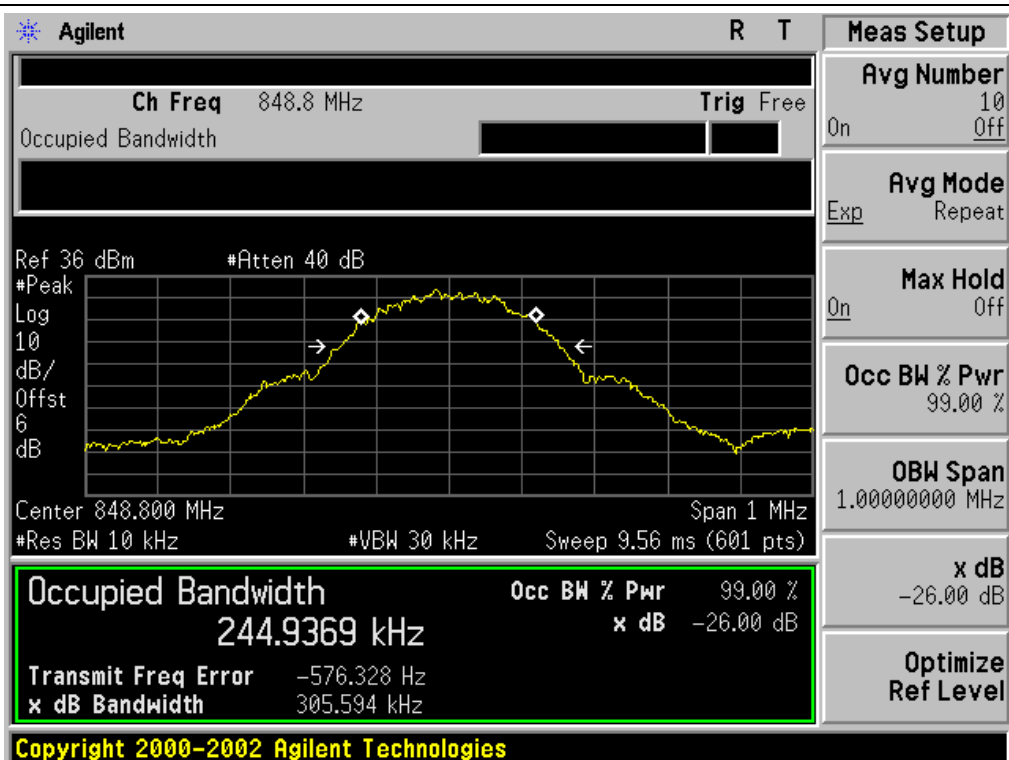 Agilent R T
Ch Freq 848.8 MHz Trig Free
Occupied Bandwidth
Ref 36 dBm #Atten 40 dB
#Peak
Log
10
dB/
Offst
6
dB
Center 848.800 MHz Span 1 MHz
#Res BW 10 kHz #VBW 30 kHz Sweep 9.56 ms (601 pts)
Occupied Bandwidth
244.9369 kHz
Occ BW % Pwr 99.00 %
x dB -26.00 dB
Transmit Freq Error -576.328 Hz
x dB Bandwidth 305.594 kHz
Copyright 2000-2002 Agilent Technologies
Meas Setup
Avg Number
10
On Off
Avg Mode
Exp Repeat
Max Hold
On Off
Occ BW % Pwr
99.00 %
OBW Span
1.00000000 MHz
x dB
-26.00 dB
Optimize
Ref Level